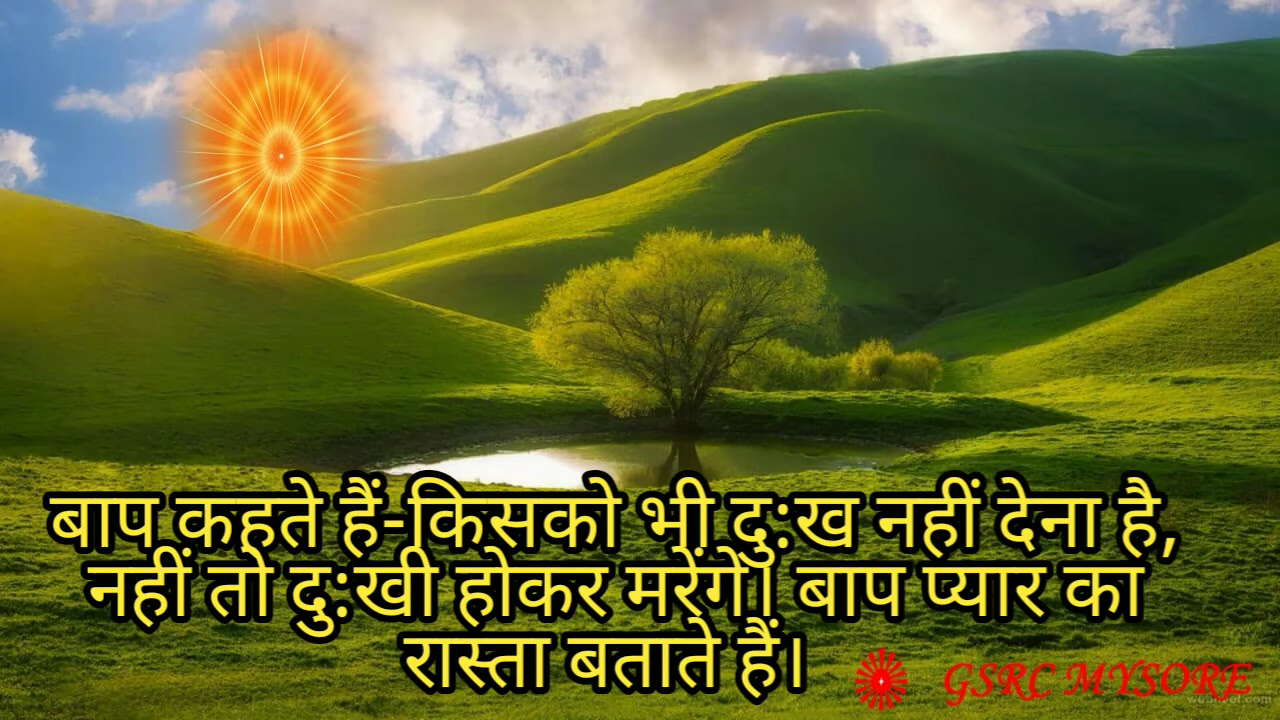 बाप कहते हैं-किसको भी दु:ख नहीं देना है,
नहीं तो दु:खी होकर मरेंगे। बाप प्यार का
रास्ता बताते हैं।
GSRC MYSORE